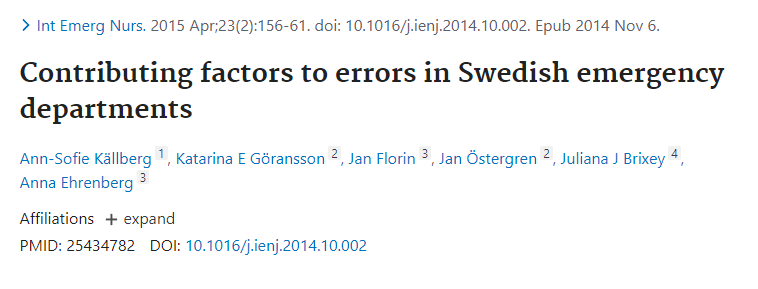 Int Emerg Nurs. 2015 Apr;23(2):156-61. doi: 10.1016/j.ienj.2014.10.002. Epub 2014 Nov 6.
Contributing factors to errors in Swedish emergency
departments
Ann-Sofie Källberg 1, Katarina E Göransson 2, Jan Florin 3, Jan Östergren 2, Juliana J Brixey 4,
Anna Ehrenberg 3
Affiliations + expand
PMID: 25434782 DOI: 10.1016/j.ienj.2014.10.002